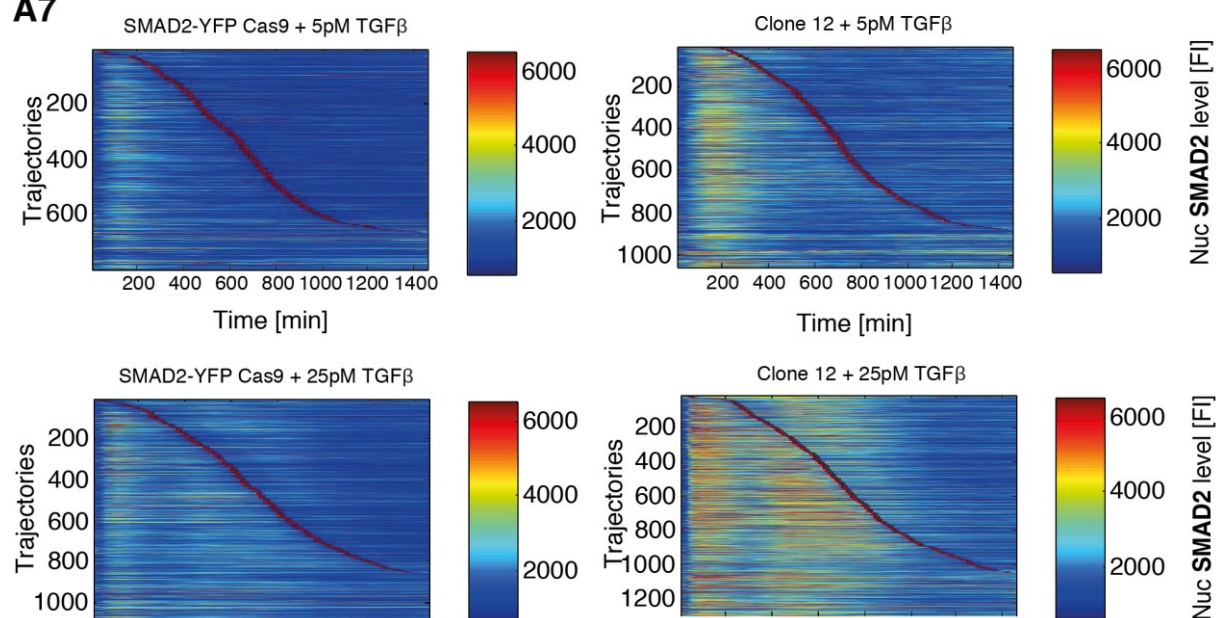 A7
SMAD2-YFP Cas9 + 5pM TGFβ
Trajectories
200
400
600
200 400 600 800 1000 1200 1400
Time [min]
6000
4000
2000
Clone 12 + 5pM TGFβ
Trajectories
200
400
600
800
1000
200 400 600 800 1000 1200 1400
Time [min]
6000
4000
2000
Nuc SMAD2 level [FI]
SMAD2-YFP Cas9 + 25pM TGFβ
Trajectories
200
400
600
800
1000
6000
4000
2000
Clone 12 + 25pM TGFβ
Trajectories
200
400
600
800
1000
1200
6000
4000
2000
Nuc SMAD2 level [FI]